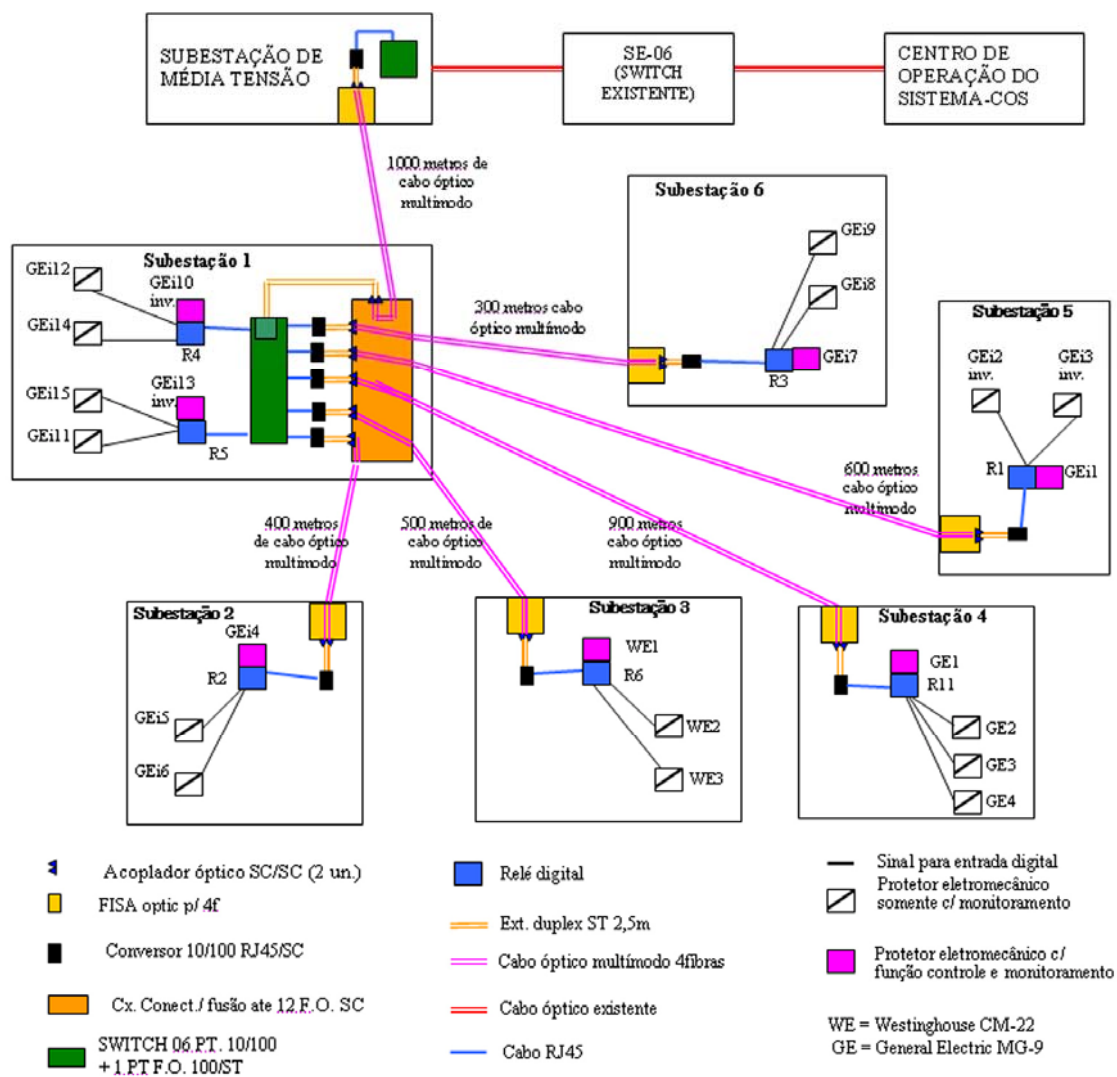 SUBESTAÇÃO DE
MÉDIA TENSÃO
SE-06
(SWITCH
EXISTENTE)
CENTRO DE
OPERAÇÃO DO
SISTEMA-COS
1000 metros de
cabo óptico
multimodo
Subestação 6
GEi9
GEi8
GEi7
R3
Subestação 1
GEi12
GEi10
inv.
GEi14
R4
GEi15
GEi13
inv.
GEi11
R5
300 metros cabo
óptico multímodo
Subestação 5
GEi2
inv.
GEi3
inv.
R1
GEi1
600 metros
cabo óptico
multimodo
400 metros
de cabo óptico
multimodo
500 metros de
cabo óptico
multimodo
900 metros
cabo óptico
multimodo
Subestação 2
GEi4
R2
GEi5
GEi6
Subestação 3
WE1
R6
WE2
WE3
Subestação 4
GE1
R11
GE2
GE3
GE4
Acoplador óptico SC/SC (2 un.)
FISA optic p/ 4f
Conversor 10/100 RJ45/SC
Cx. Conect./ fusão ate 12 F.O. SC
SWITCH 06 PT. 10/100
+ 1 PT F.O. 100/ST
Relé digital
Ext. duplex ST 2,5m
Cabo óptico multímodo 4fibras
Cabo óptico existente
Cabo RJ45
Sinal para entrada digital
Protetor eletromecânico
somente c/ monitoramento
Protetor eletromecânico c/
função controle e monitoramento
WE = Westinghouse CM-22
GE = General Electric MG-9